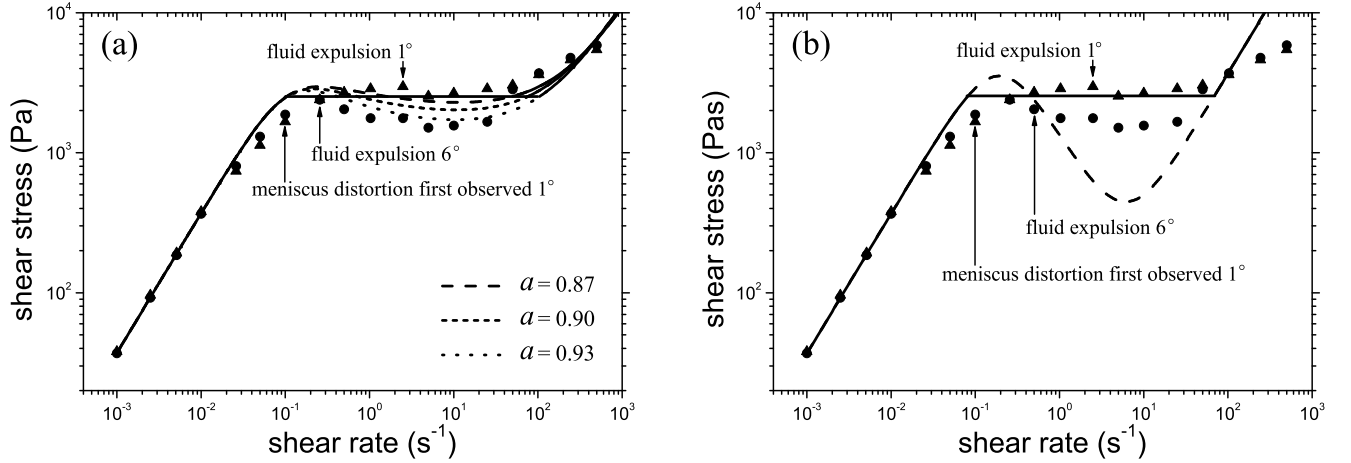 (a)
fluid expulsion 1°
fluid expulsion 6°
meniscus distortion first observed 1°
a = 0.87
a = 0.90
a = 0.93
shear stress (Pa)
10⁴
10³
10²
10⁻³ 10⁻² 10⁻¹ 10⁰ 10¹ 10² 10³
shear rate (s⁻¹)
(b)
fluid expulsion 1°
fluid expulsion 6°
meniscus distortion first observed 1°
shear stress (Pas)
10⁴
10³
10²
10⁻³ 10⁻² 10⁻¹ 10⁰ 10¹ 10² 10³
shear rate (s⁻¹)